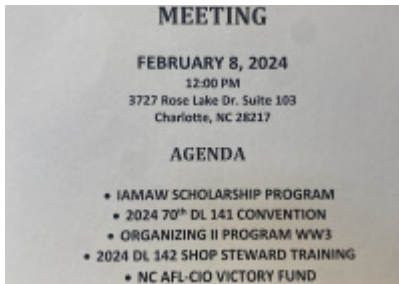 MEETING
FEBRUARY 8, 2024
12:00 PM
3727 Rose Lake Dr. Suite 103
Charlotte, NC 28217
AGENDA
• IAMAW SCHOLARSHIP PROGRAM
• 2024 70th DL 141 CONVENTION
• ORGANIZING II PROGRAM WW3
• 2024 DL 142 SHOP STEWARD TRAINING
• NC AFL-CIO VICTORY FUND